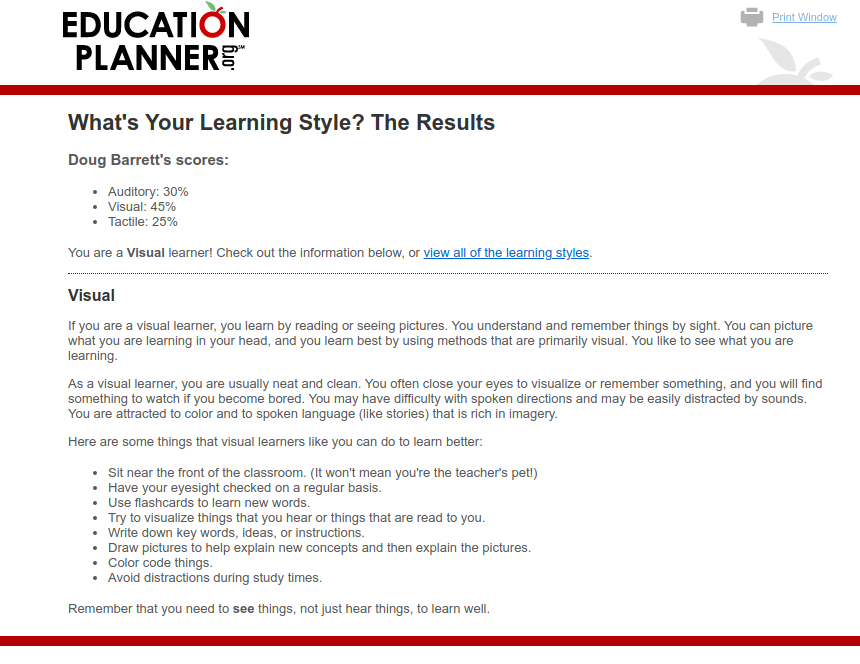 EDUCATION
PLANNER.org℠
Print Window
What's Your Learning Style? The Results
Doug Barrett's scores:
• Auditory: 30%
• Visual: 45%
• Tactile: 25%
You are a Visual learner! Check out the information below, or view all of the learning styles.
Visual
If you are a visual learner, you learn by reading or seeing pictures. You understand and remember things by sight. You can picture
what you are learning in your head, and you learn best by using methods that are primarily visual. You like to see what you are
learning.
As a visual learner, you are usually neat and clean. You often close your eyes to visualize or remember something, and you will find
something to watch if you become bored. You may have difficulty with spoken directions and may be easily distracted by sounds.
You are attracted to color and to spoken language (like stories) that is rich in imagery.
Here are some things that visual learners like you can do to learn better:
• Sit near the front of the classroom. (It won't mean you're the teacher's pet!)
• Have your eyesight checked on a regular basis.
• Use flashcards to learn new words.
• Try to visualize things that you hear or things that are read to you.
• Write down key words, ideas, or instructions.
• Draw pictures to help explain new concepts and then explain the pictures.
• Color code things.
• Avoid distractions during study times.
Remember that you need to see things, not just hear things, to learn well.